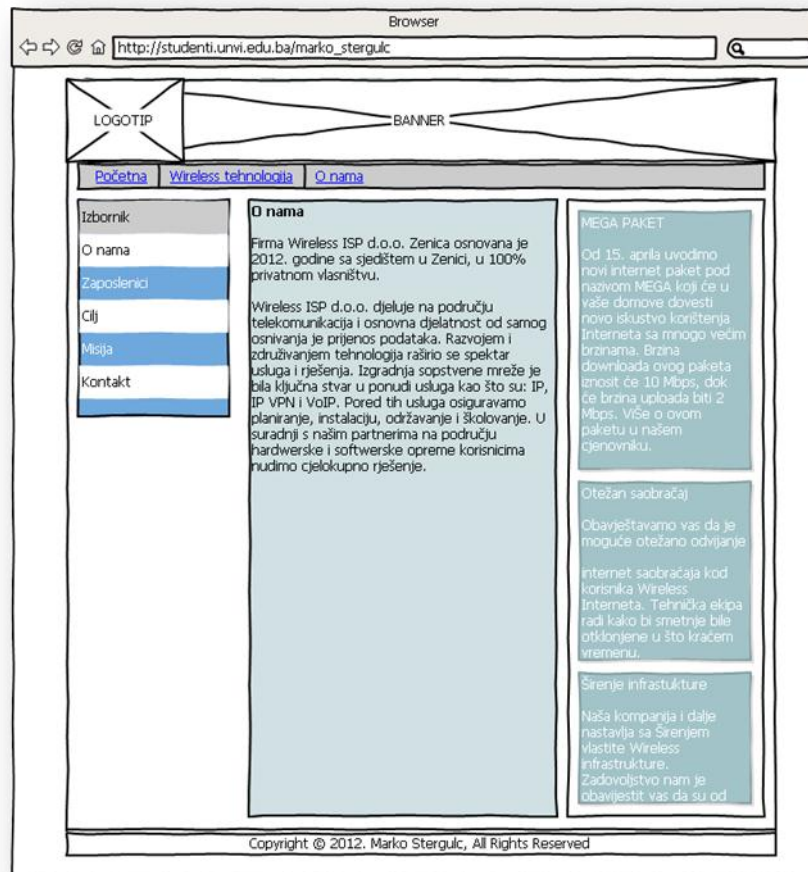 Browser
http://studenti.unvi.edu.ba/marko_stergulc
LOGOTIP
BANNER
Početna
Wireless tehnologija
O nama
Izbornik
O nama
Zaposlenici
Cilj
Misija
Kontakt
O nama
Firma Wireless ISP d.o.o. Zenica osnovana je
2012. godine sa sjedištem u Zenici, u 100%
privatnom vlasništvu.
Wireless ISP d.o.o. djeluje na području
telekomunikacija i osnovna djelatnost od samog
osnivanja je prijenos podataka. Razvojem i
združivanjem tehnologija raširio se spektar
usluga i rješenja. Izgradnja sopstvene mreže je
bila ključna stvar u ponudi usluga kao što su: IP,
IP VPN i VoIP. Pored tih usluga osiguravamo
planiranje, instalaciju, održavanje i školovanje. U
suradnji s našim partnerima na području
hardwerske i softwerske opreme korisnicima
nudimo cjelokupno rješenje.
MEGA PAKET
Od 15. aprila uvodimo
novi internet paket pod
nazivom MEGA koji će u
vaše domove dovesti
novo iskustvo korištenja
Interneta sa mnogo većim
brzinama. Brzina
downloada ovog paketa
iznosit će 10 Mbps, dok
će brzina uploada biti 2
Mbps. ViŠe o ovom
paketu u našem
cjenovniku.
Otežan saobračaj
Obavještavamo vas da je
moguće otežano odvijanje
internet saobraćaja kod
korisnika Wireless
Interneta. Tehnička ekipa
radi kako bi smetnje bile
otklonjene u što kraćem
vremenu.
Širenje infrastukture
Naša kompanija i dalje
nastavlja sa Širenjem
vlastite Wireless
infrastrukture.
Zadovoljstvo nam je
obavijestit vas da su od
Copyright © 2012. Marko Stergulc, All Rights Reserved